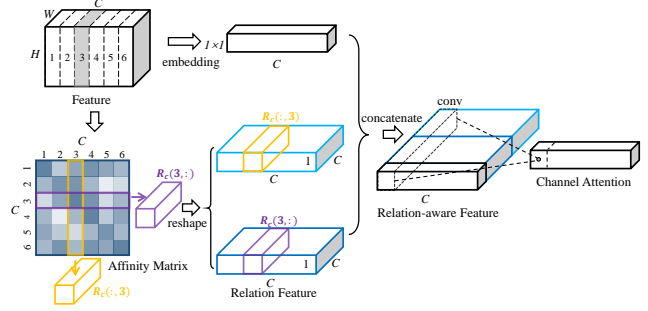 W
C
H
1 2 3 4 5 6
Feature
embedding
1×1
C
C
1 2 3 4 5 6
C
1
2
3
4
5
6
R_c(3,:)
R_c(:,3)
Affinity Matrix
reshape
R_c(:,3)
1
C
C
R_c(3,:)
1
C
C
Relation Feature
concatenate
conv
C
Relation-aware Feature
Channel Attention